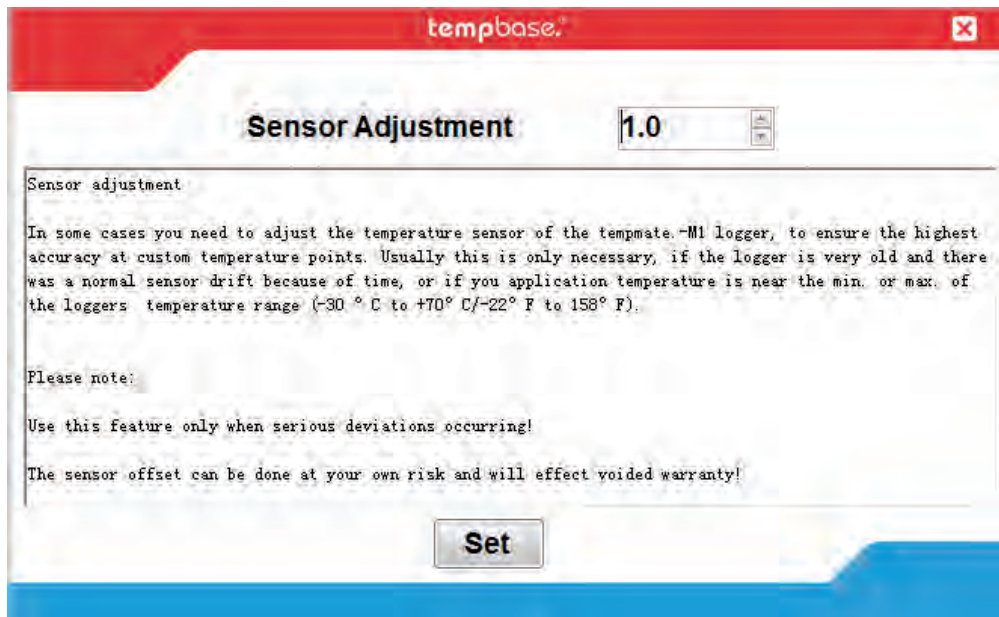 tempbase.®
Sensor Adjustment 1.0
Sensor adjustment
In some cases you need to adjust the temperature sensor of the tempmate.-M1 logger, to ensure the highest
accuracy at custom temperature points. Usually this is only necessary, if the logger is very old and there
was a normal sensor drift because of time, or if you application temperature is near the min. or max. of
the loggers  temperature range (-30 ° C to +70° C/-22° F to 158° F).
Please note:
Use this feature only when serious deviations occurring!
The sensor offset can be done at your own risk and will effect voided warranty!
Set